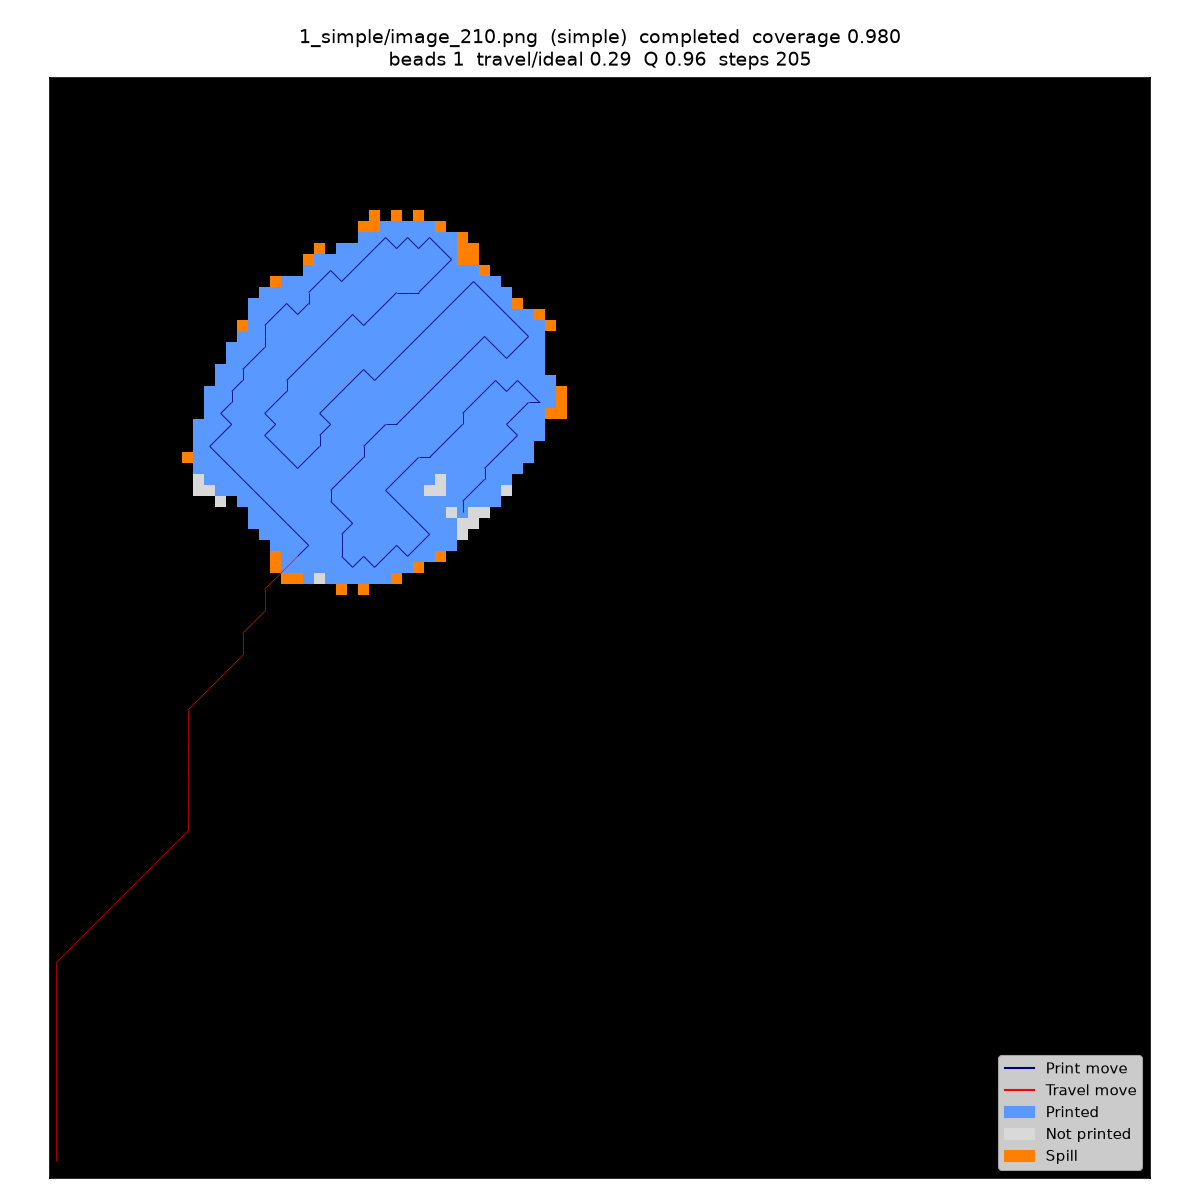 1_simple/image_210.png  (simple)  completed  coverage 0.980
beads 1  travel/ideal 0.29  Q 0.96  steps 205
Print move
Travel move
Printed
Not printed
Spill